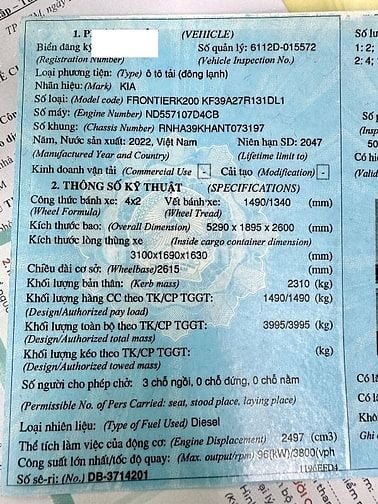 1. P (VEHICLE)
Biển đăng ký Số quản lý: 6112D-015572
(Registration Number) (Vehicle Inspection No.)
Loại phương tiện: (Type) ô tô tải (đông lạnh)
Nhãn hiệu: (Mark) KIA
Số loại: (Model code) FRONTIERK200 KF39A27R131DL1
Số máy: (Engine Number) ND557107D4CB
Số khung: (Chassis Number) RNHA39KHANT073197
Năm, Nước sản xuất: 2022, Việt Nam Niên hạn SD: 2047
(Manufactured Year and Country) (Lifetime limit to)
Kinh doanh vận tải (Commercial Use) - Cải tạo (Modification) -
2. THÔNG SỐ KỸ THUẬT (SPECIFICATIONS)
Công thức bánh xe: 4x2 Vết bánh xe: 1490/1340 (mm)
(Wheel Formula) (Wheel Tread)
Kích thước bao: (Overall Dimension) 5290 x 1895 x 2600 (mm)
Kích thước lòng thùng xe (Inside cargo container dimension)
3100x1690x1630 (mm)
Chiều dài cơ sở: (Wheelbase) 2615 (mm)
Khối lượng bản thân: (Kerb mass) 2310 (kg)
Khối lượng hàng CC theo TK/CP TGGT: 1490/1490 (kg)
(Design/Authorized pay load)
Khối lượng toàn bộ theo TK/CP TGGT: 3995/3995 (kg)
(Design/Authorized total mass)
Khối lượng kéo theo TK/CP TGGT: (kg)
(Design/Authorized towed mass)
Số người cho phép chở: 3 chỗ ngồi, 0 chỗ đứng, 0 chỗ nằm
(Permissible No. of Pers Carried: seat, stood place, laying place)
Loại nhiên liệu: (Type of Fuel Used) Diesel
Thể tích làm việc của động cơ: (Engine Displacement) 2497 (cm3)
Công suất lớn nhất/tốc độ quay: (Max. output/rpm) 96(kW)/3800vph
1196EFD4
Số sê-ri: (No.) DB-3714201